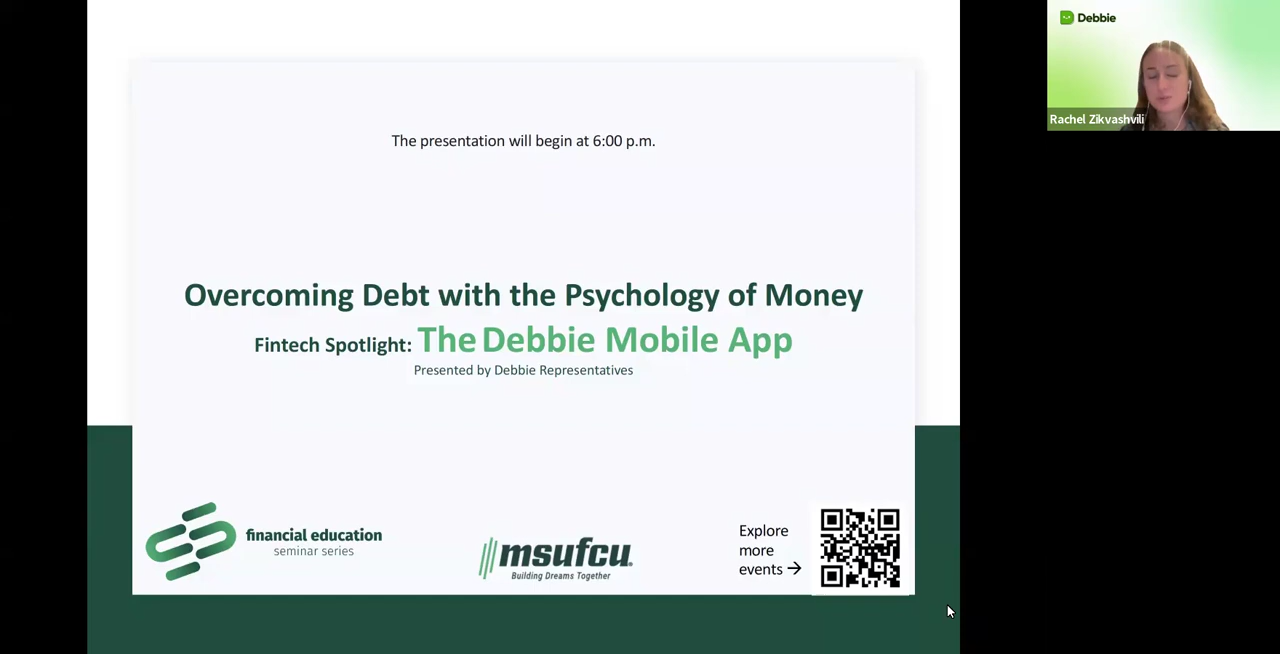 The presentation will begin at 6:00 p.m.
Overcoming Debt with the Psychology of Money
Fintech Spotlight: The Debbie Mobile App
Presented by Debbie Representatives
financial education
seminar series
msufcu
Building Dreams Together
Explore
more
events →
Debbie
Rachel Zikvashvili